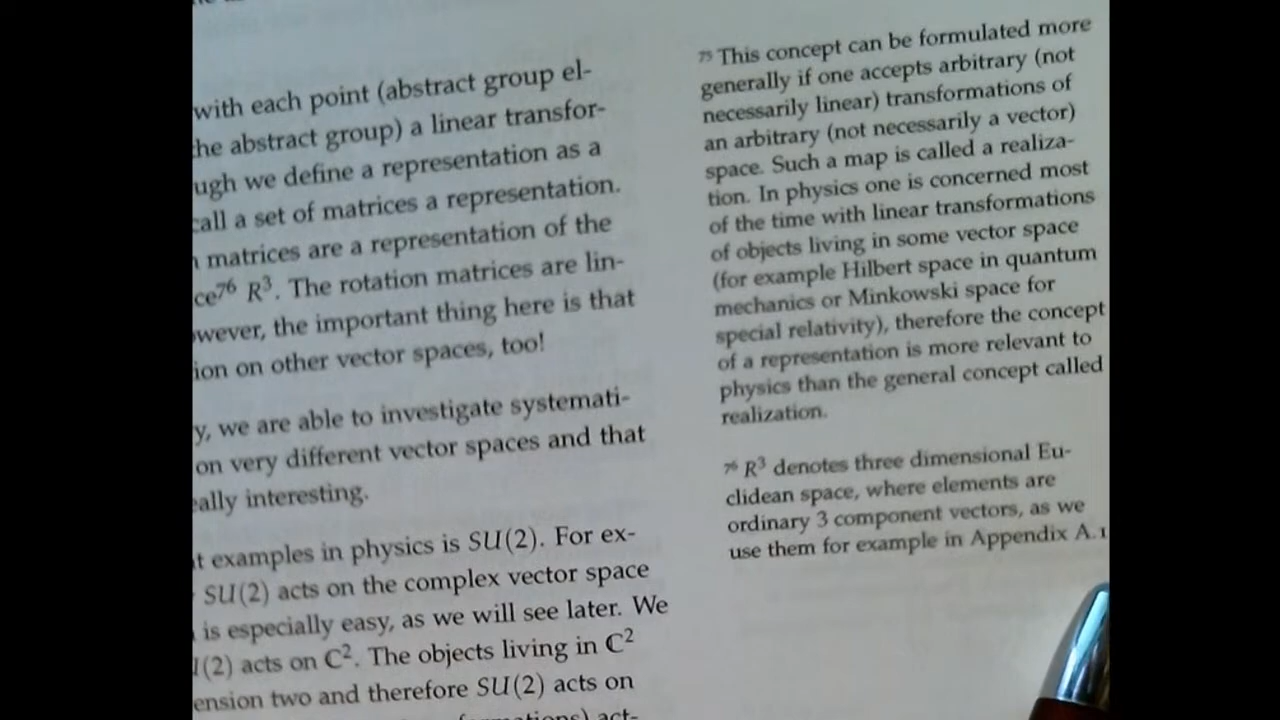 with each point (abstract group el-
the abstract group) a linear transfor-
ugh we define a representation as a
call a set of matrices a representation.
matrices are a representation of the
ce⁷⁶ R³. The rotation matrices are lin-
owever, the important thing here is that
ion on other vector spaces, too!
y, we are able to investigate systemati-
on very different vector spaces and that
eally interesting.
t examples in physics is SU(2). For ex-
SU(2) acts on the complex vector space
is especially easy, as we will see later. We
(2) acts on C². The objects living in C²
ension two and therefore SU(2) acts on
act-
⁷⁵ This concept can be formulated more
generally if one accepts arbitrary (not
necessarily linear) transformations of
an arbitrary (not necessarily a vector)
space. Such a map is called a realiza-
tion. In physics one is concerned most
of the time with linear transformations
of objects living in some vector space
(for example Hilbert space in quantum
mechanics or Minkowski space for
special relativity), therefore the concept
of a representation is more relevant to
physics than the general concept called
realization.
⁷⁶ R³ denotes three dimensional Eu-
clidean space, where elements are
ordinary 3 component vectors, as we
use them for example in Appendix A.1